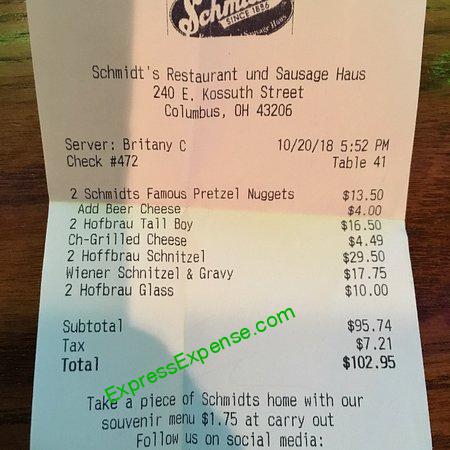 Schmidt's
SINCE 1886
Schmidt's Restaurant und Sausage Haus
240 E. Kossuth Street
Columbus, OH 43206
Server: Britany C 10/20/18 5:52 PM
Check #472 Table 41
2 Schmidts Famous Pretzel Nuggets $13.50
Add Beer Cheese $4.00
2 Hofbrau Tall Boy $16.50
Ch-Grilled Cheese $4.49
2 Hoffbrau Schnitzel $29.50
Wiener Schnitzel & Gravy $17.75
2 Hofbrau Glass $10.00
Subtotal $95.74
Tax $7.21
Total $102.95
ExpressExpense.com
Take a piece of Schmidts home with our
souvenir menu $1.75 at carry out
Follow us on social media: